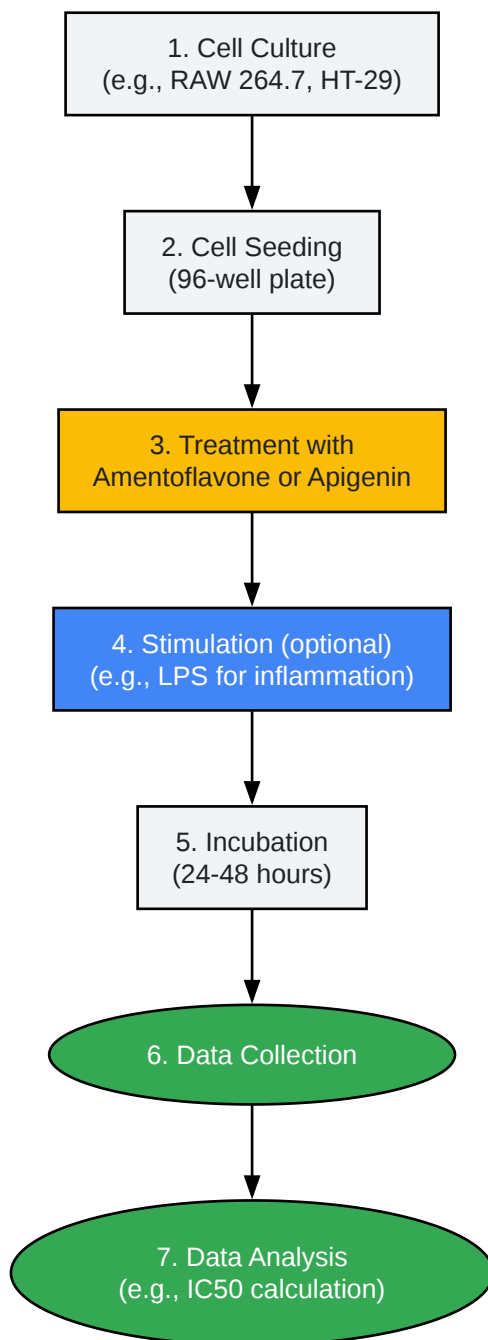 1. Cell Culture
(e.g., RAW 264.7, HT-29)
2. Cell Seeding
(96-well plate)
3. Treatment with
Amentoflavone or Apigenin
4. Stimulation (optional)
(e.g., LPS for inflammation)
5. Incubation
(24-48 hours)
6. Data Collection
7. Data Analysis
(e.g., IC50 calculation)